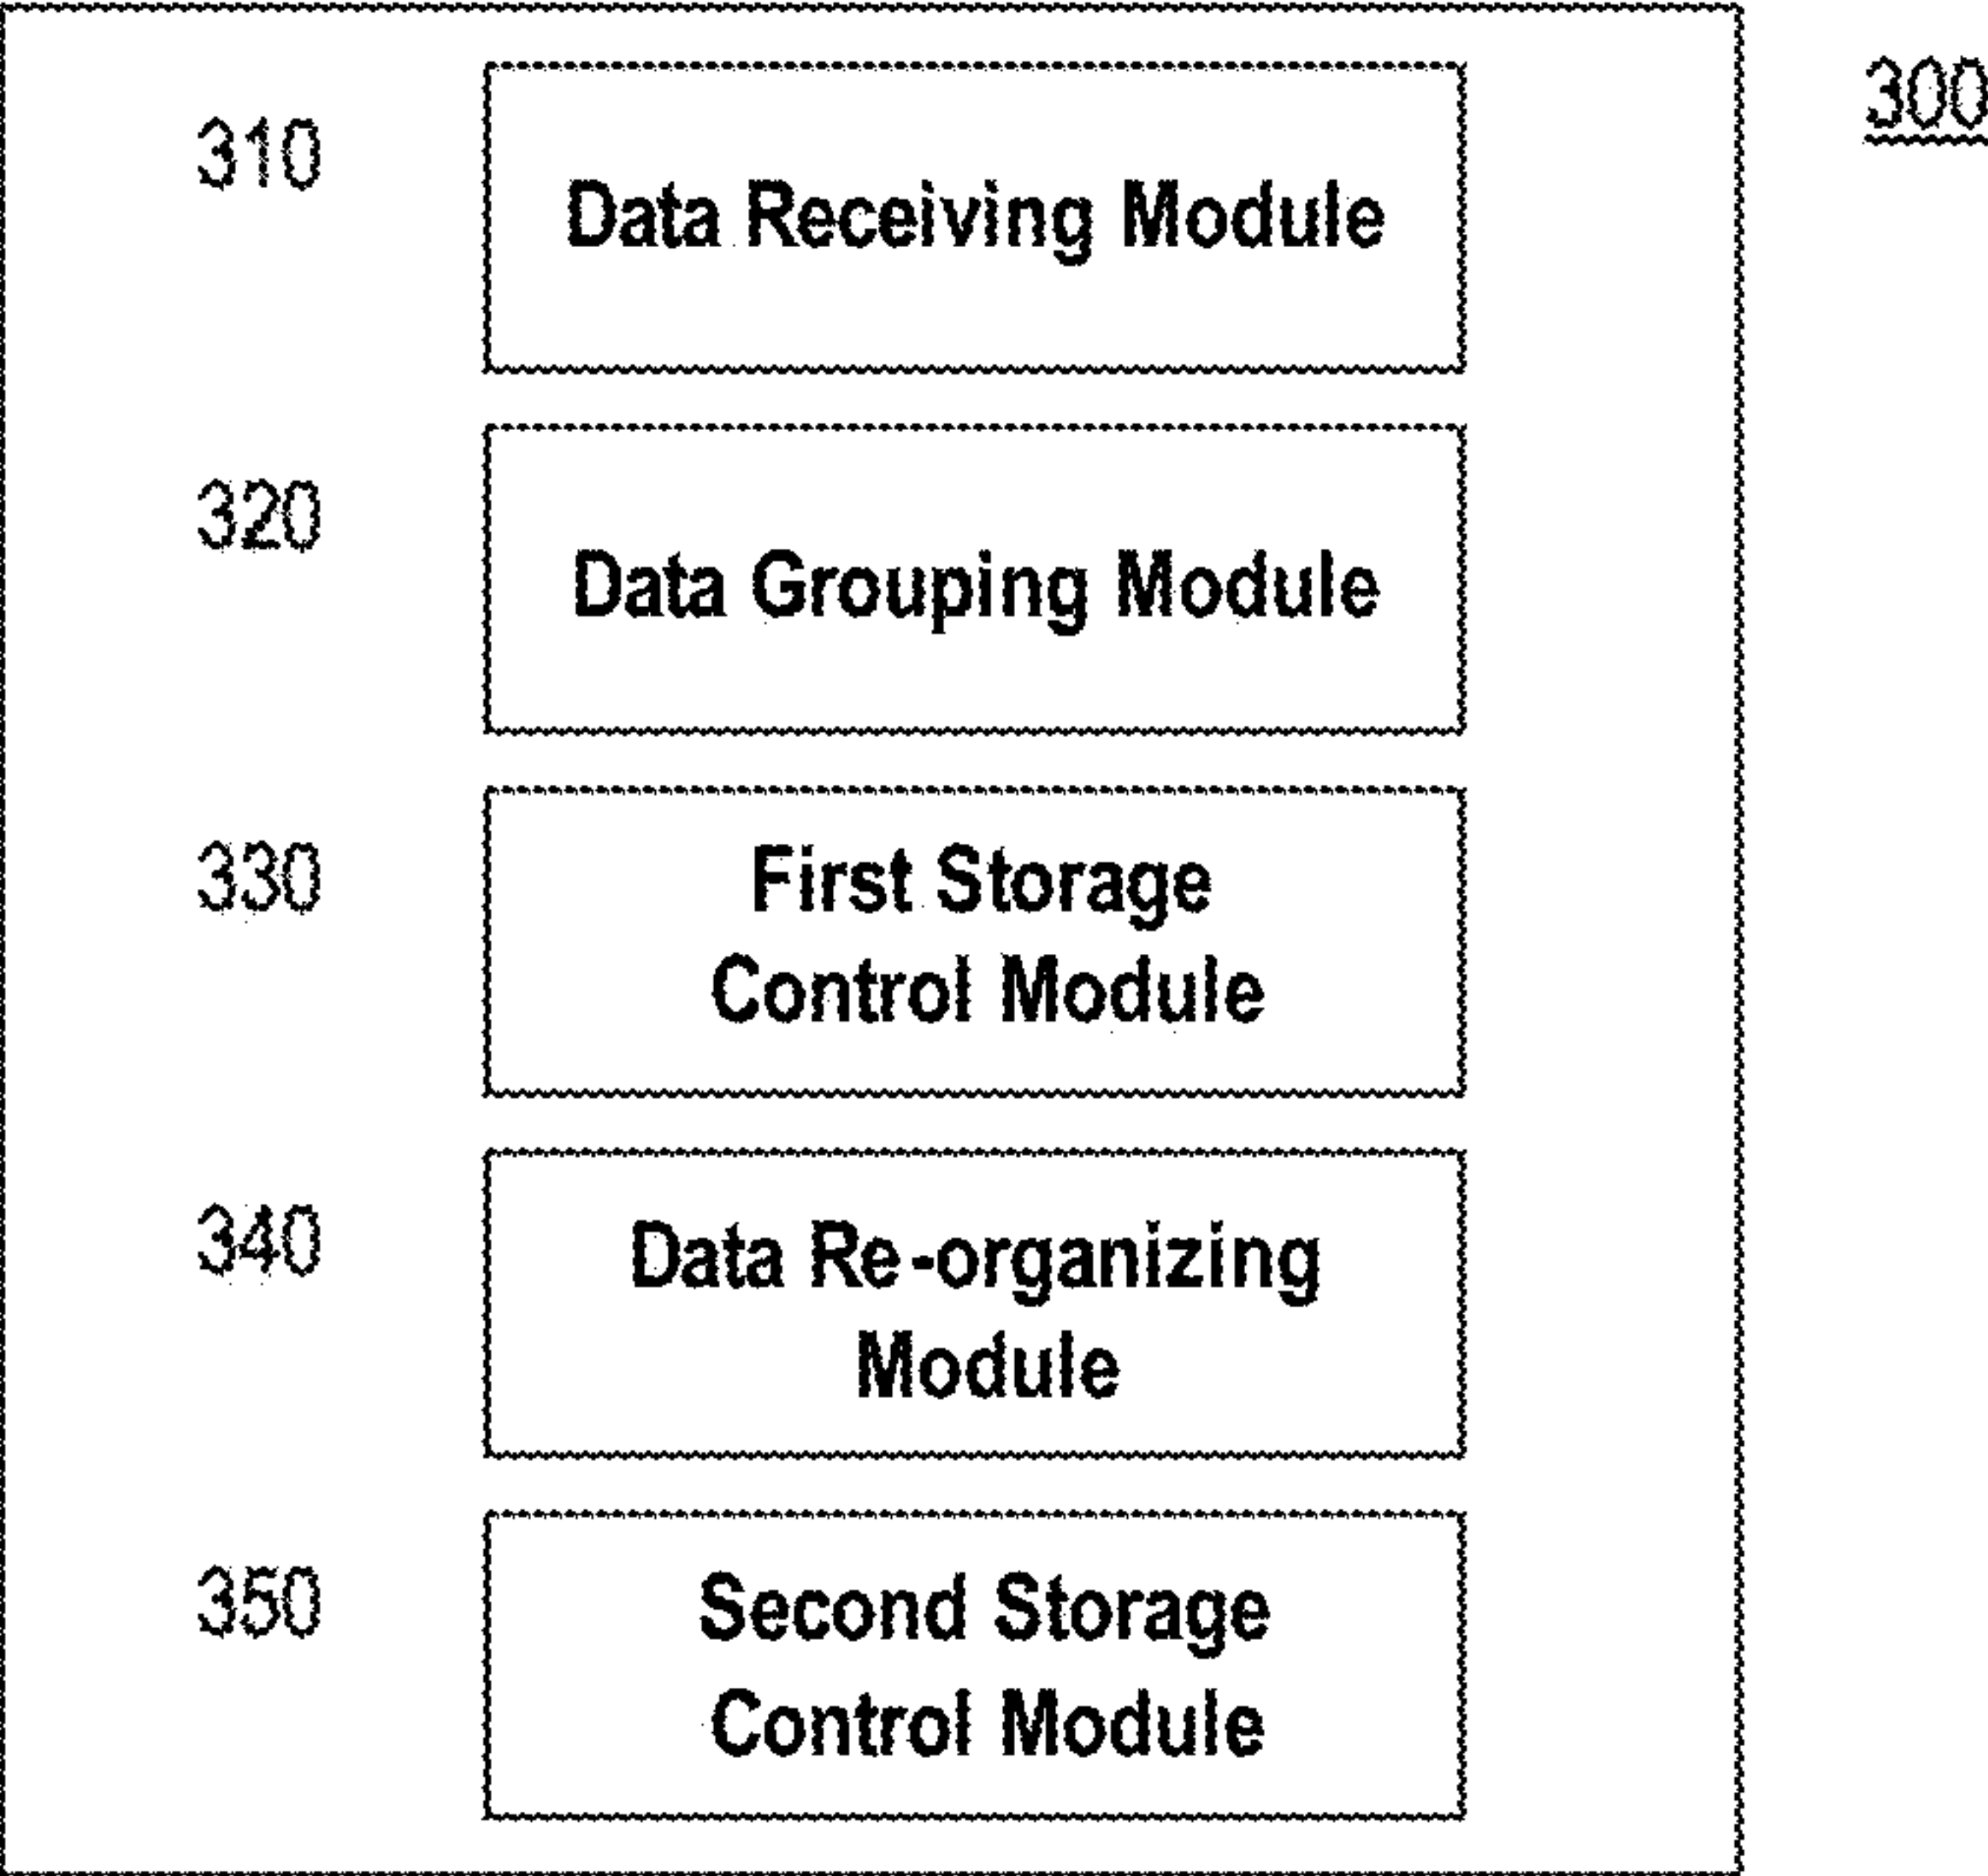 300
310
Data Receiving Module
320
Data Grouping Module
330
First Storage
Control Module
340
Data Re-organizing
Module
350
Second Storage
Control Module